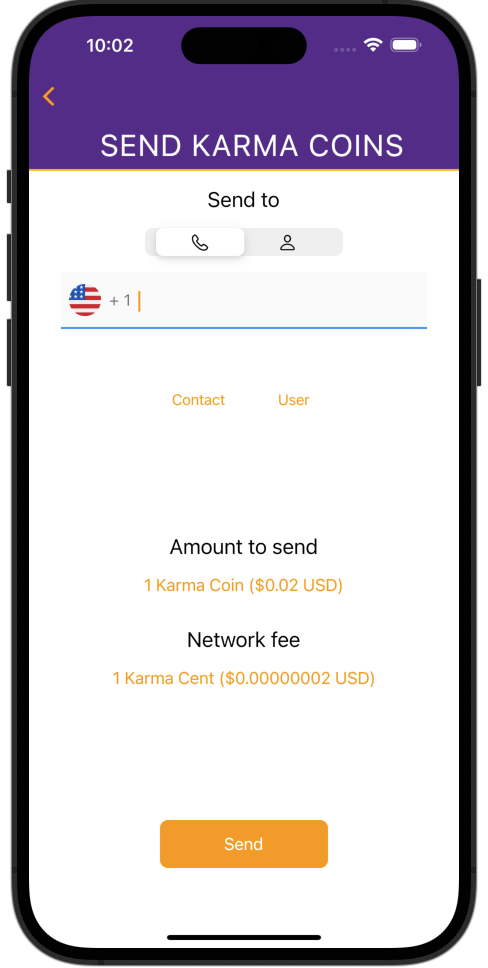 10:02
SEND KARMA COINS
Send to
+ 1
Contact User
Amount to send
1 Karma Coin ($0.02 USD)
Network fee
1 Karma Cent ($0.00000002 USD)
Send